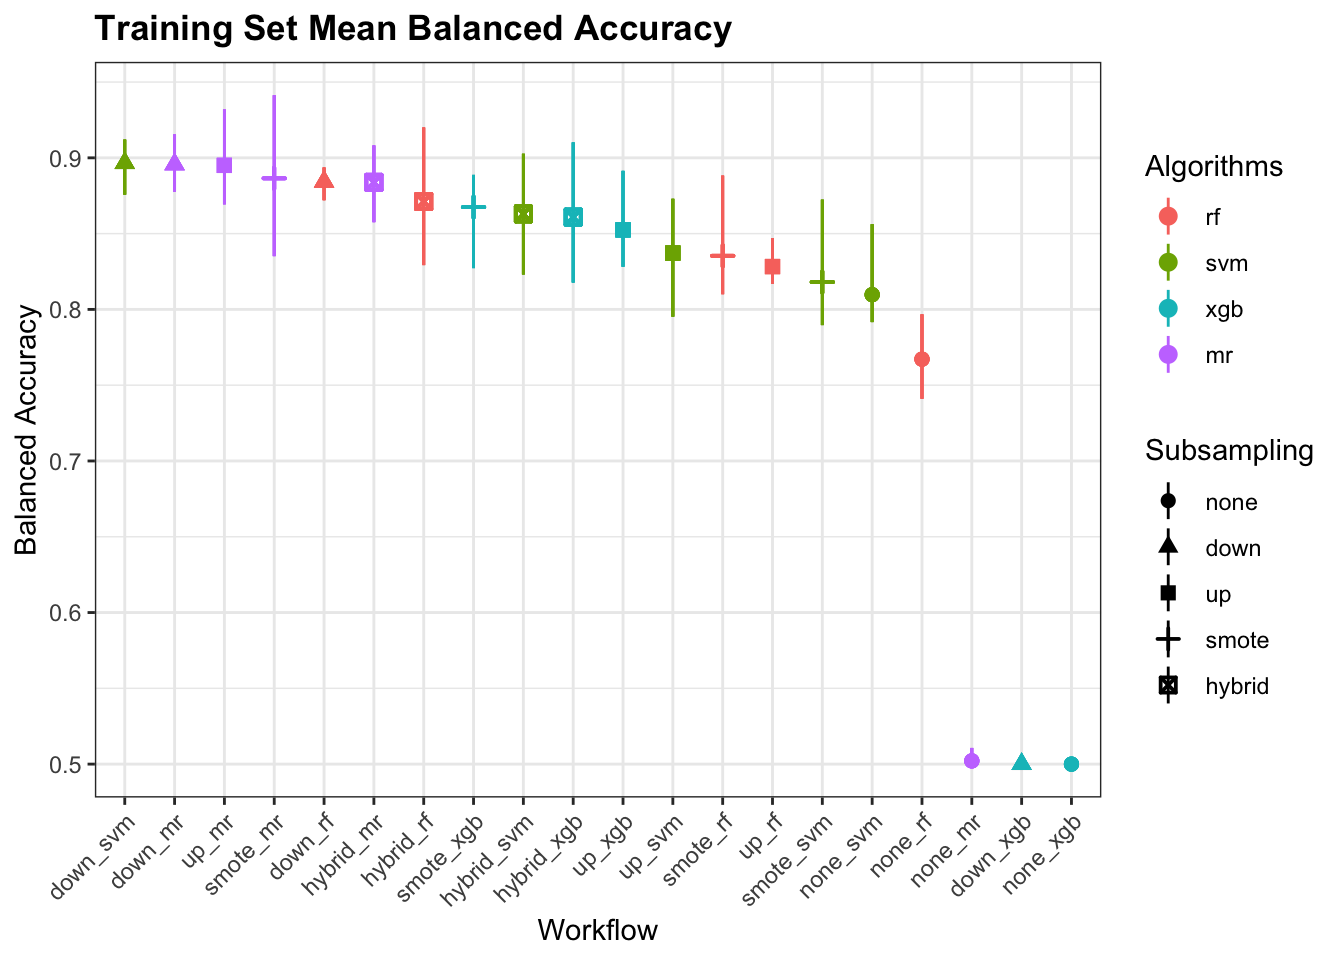 Training Set Mean Balanced Accuracy
Balanced Accuracy
0.9
0.8
0.7
0.6
0.5
down_svm
down_mr
up_mr
smote_mr
down_rf
hybrid_mr
hybrid_rf
smote_xgb
hybrid_svm
hybrid_xgb
up_xgb
up_svm
smote_rf
up_rf
smote_svm
none_svm
none_rf
none_mr
down_xgb
none_xgb
Workflow
Algorithms
rf
svm
xgb
mr
Subsampling
none
down
up
smote
hybrid